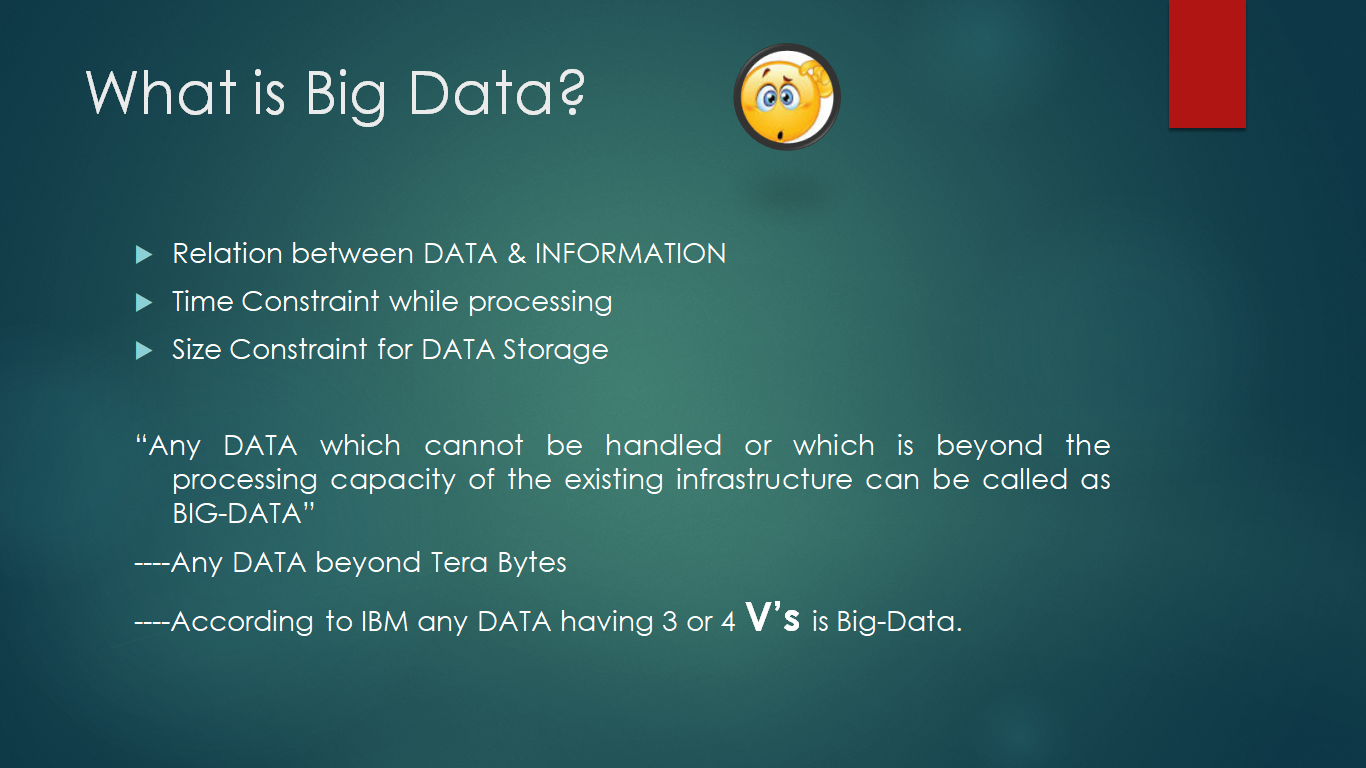 What is Big Data?
Relation between DATA & INFORMATION
Time Constraint while processing
Size Constraint for DATA Storage
“Any DATA which cannot be handled or which is beyond the
processing capacity of the existing infrastructure can be called as
BIG-DATA”
----Any DATA beyond Tera Bytes
----According to IBM any DATA having 3 or 4 V’s is Big-Data.